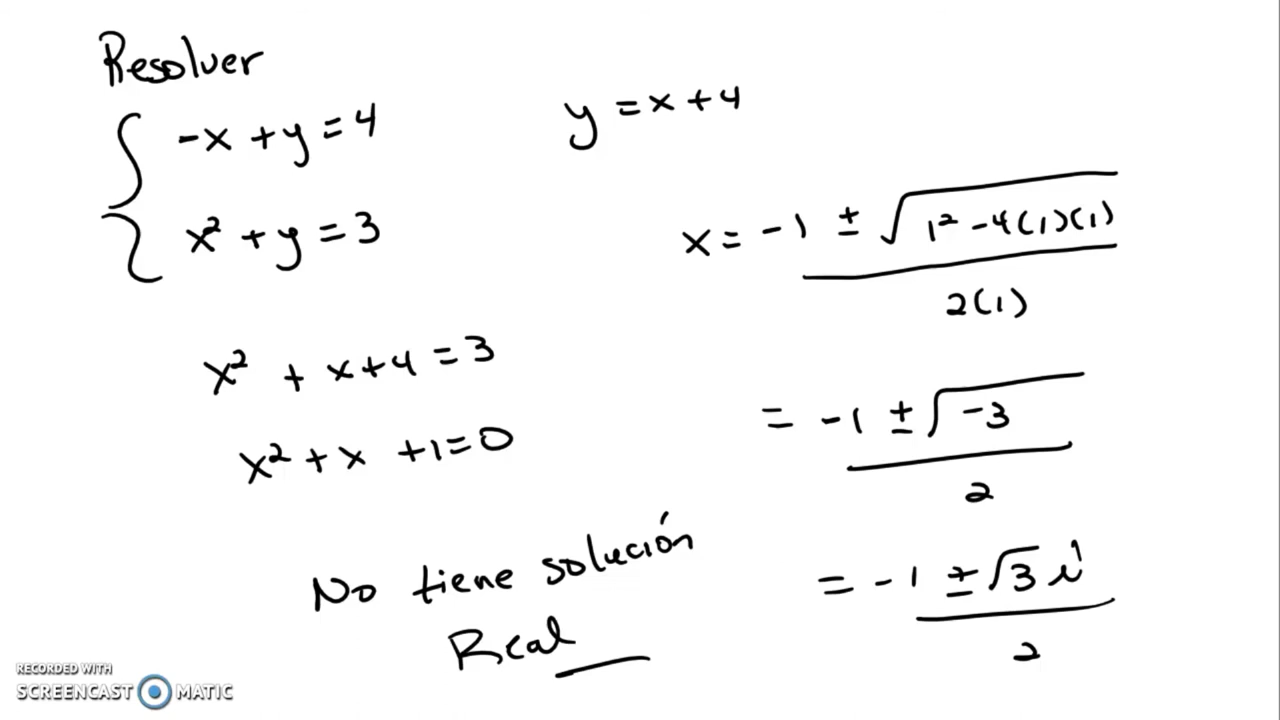 Resolver
-x + y = 4
x² + y = 3
x² + x + 4 = 3
x² + x + 1 = 0
No tiene solución
Real
y = x + 4
x = -1 ± √(1² - 4(1)(1))
2(1)
= -1 ± √-3
2
= -1 ± √3 i
2
RECORDED WITH
SCREENCAST MATIC